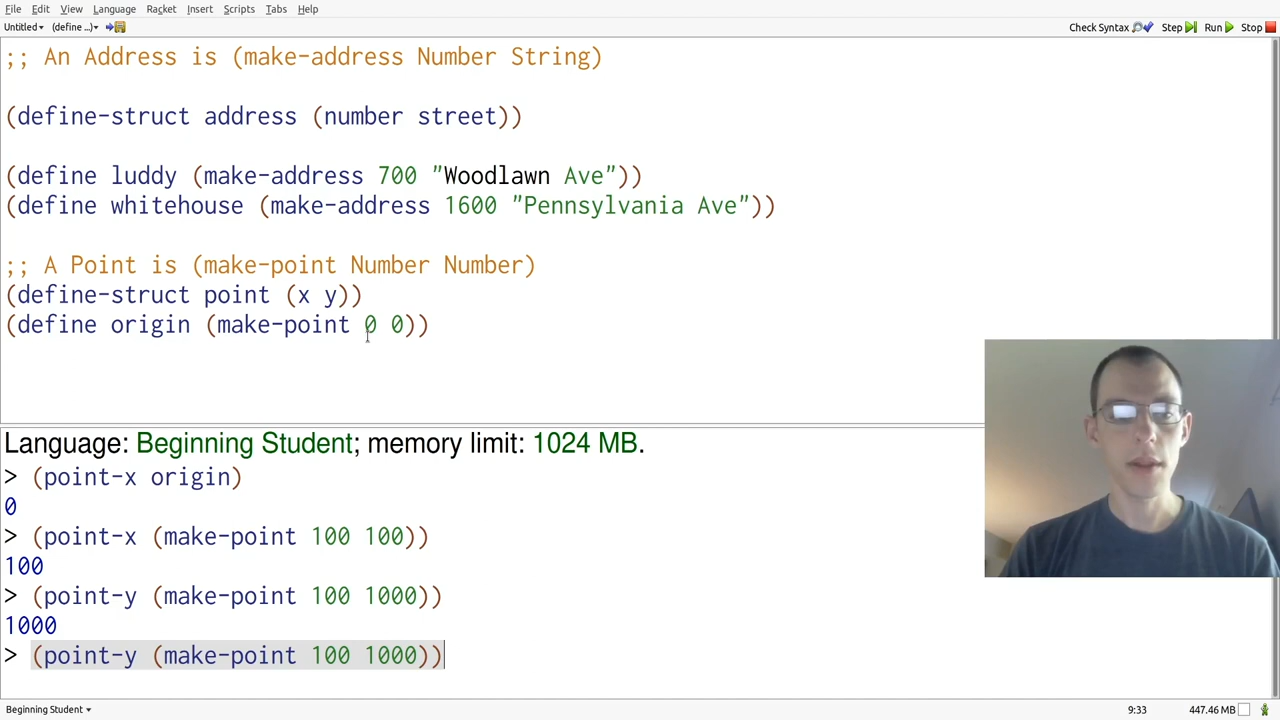 File Edit View Language Racket Insert Scripts Tabs Help
Untitled (define ...) Check Syntax Step Run Stop
;; An Address is (make-address Number String)
(define-struct address (number street))
(define luddy (make-address 700 "Woodlawn Ave"))
(define whitehouse (make-address 1600 "Pennsylvania Ave"))
;; A Point is (make-point Number Number)
(define-struct point (x y))
(define origin (make-point 0 0))
Language: Beginning Student; memory limit: 1024 MB.
> (point-x origin)
0
> (point-x (make-point 100 100))
100
> (point-y (make-point 100 1000))
1000
> (point-y (make-point 100 1000))
Beginning Student 9:33 447.46 MB